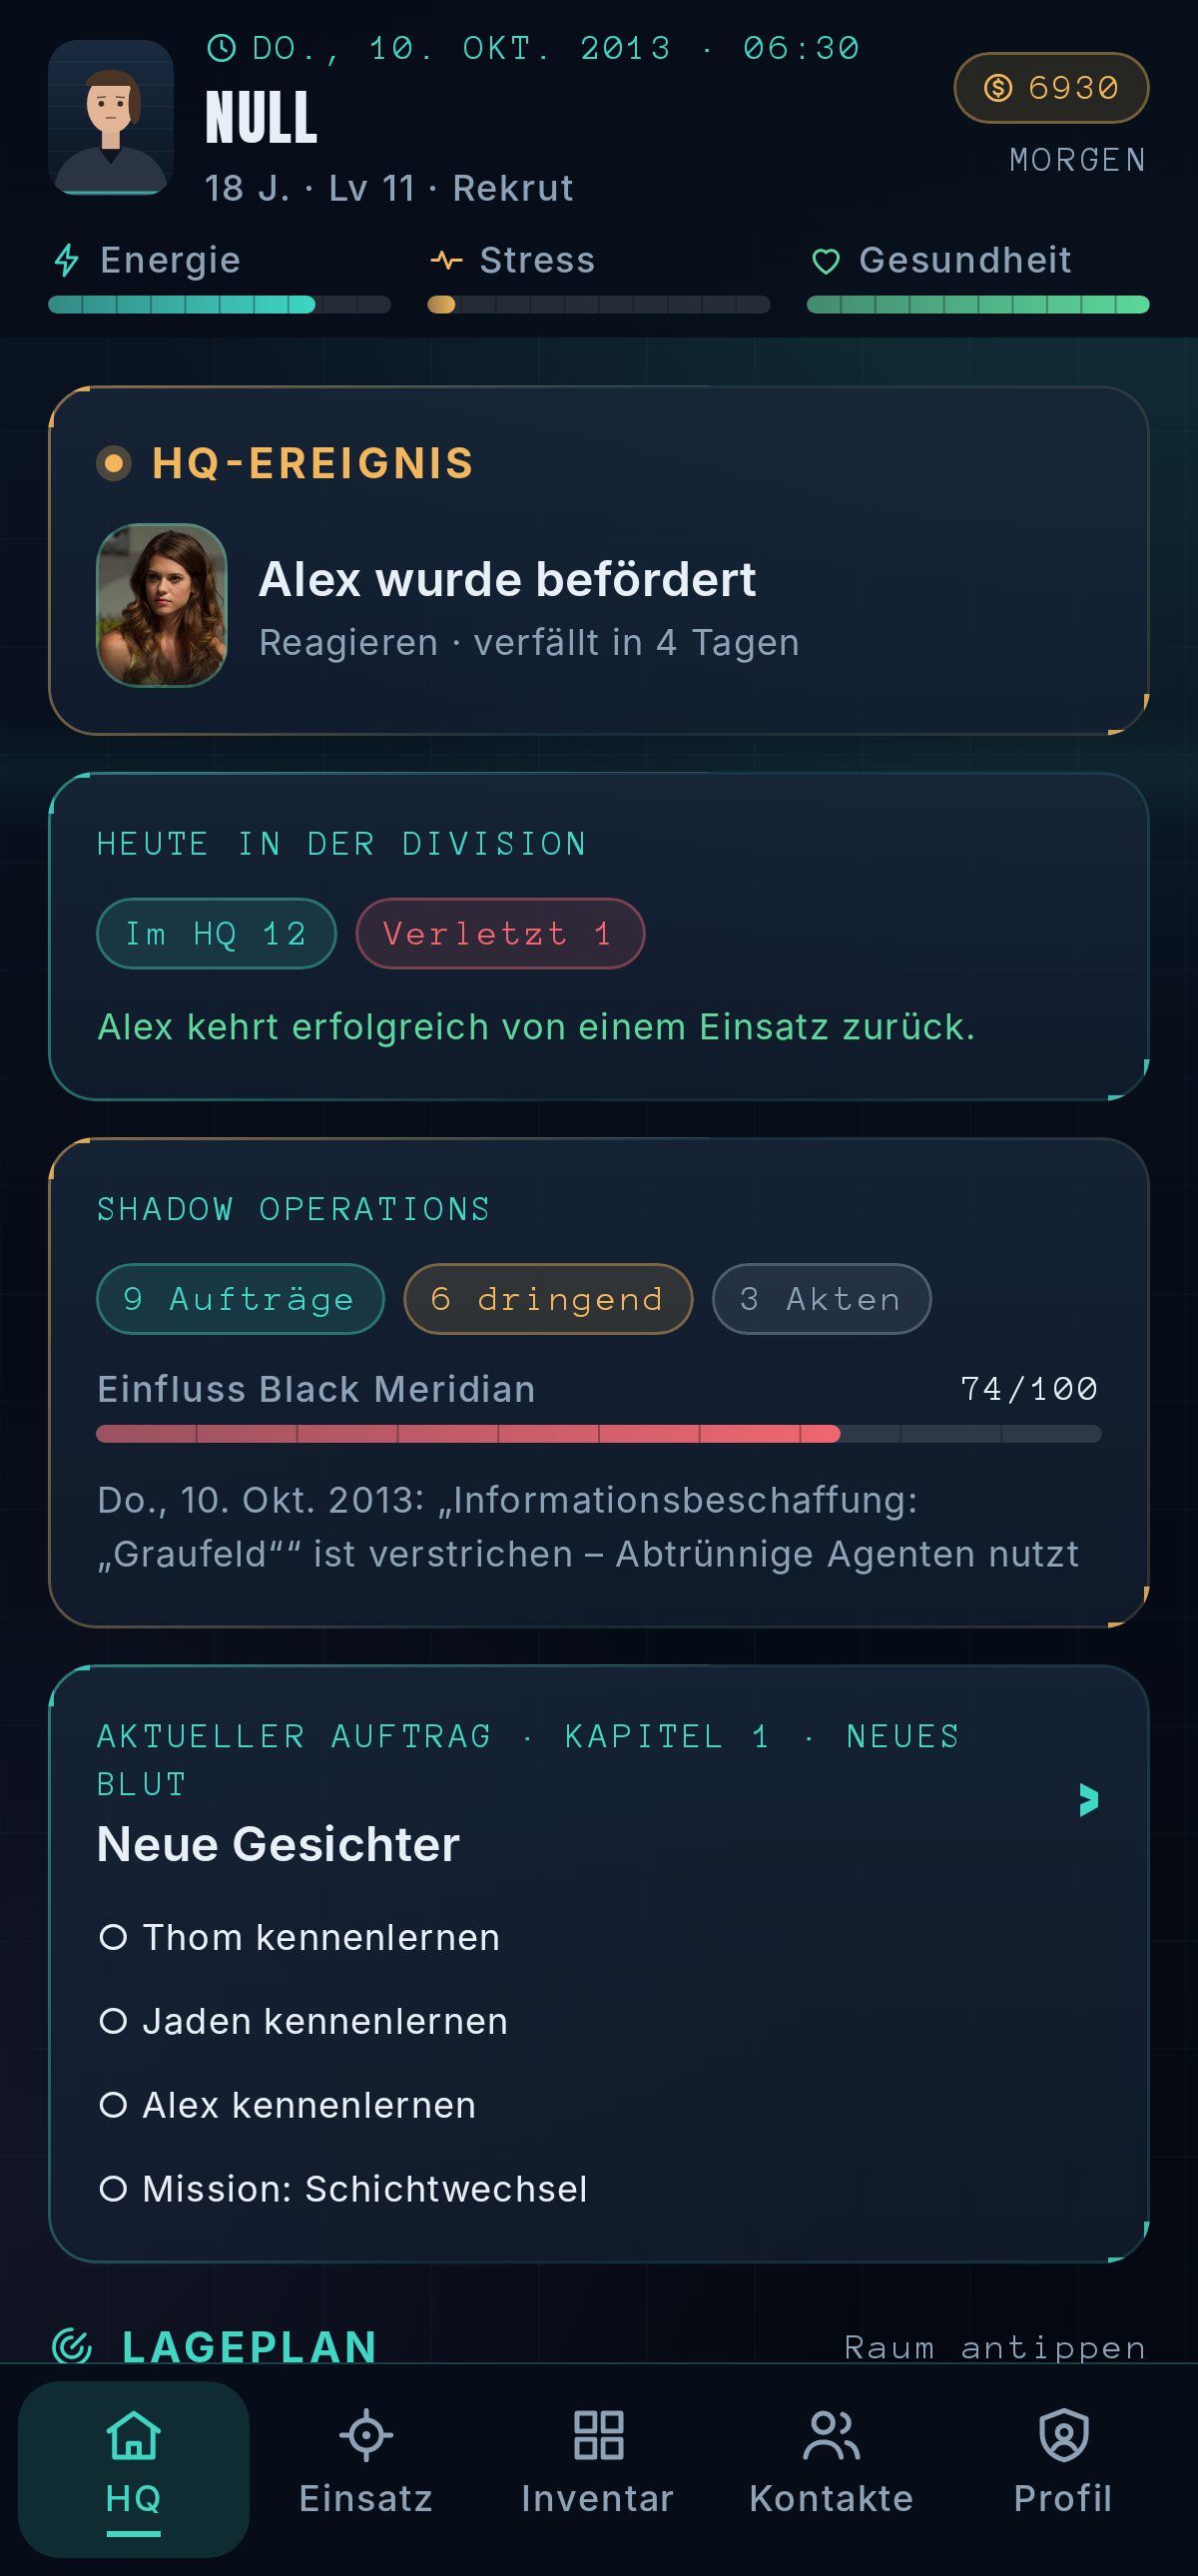 DO., 10. OKT. 2013 · 06:30
NULL
18 J. · Lv 11 · Rekrut
6930
MORGEN
Energie
Stress
Gesundheit
HQ-EREIGNIS
Alex wurde befördert
Reagieren · verfällt in 4 Tagen
HEUTE IN DER DIVISION
Im HQ 12
Verletzt 1
Alex kehrt erfolgreich von einem Einsatz zurück.
SHADOW OPERATIONS
9 Aufträge
6 dringend
3 Akten
Einfluss Black Meridian
74/100
Do., 10. Okt. 2013: „Informationsbeschaffung:
„Graufeld““ ist verstrichen – Abtrünnige Agenten nutzt
AKTUELLER AUFTRAG · KAPITEL 1 · NEUES
BLUT
Neue Gesichter
Thom kennenlernen
Jaden kennenlernen
Alex kennenlernen
Mission: Schichtwechsel
LAGEPLAN
Raum antippen
HQ
Einsatz
Inventar
Kontakte
Profil